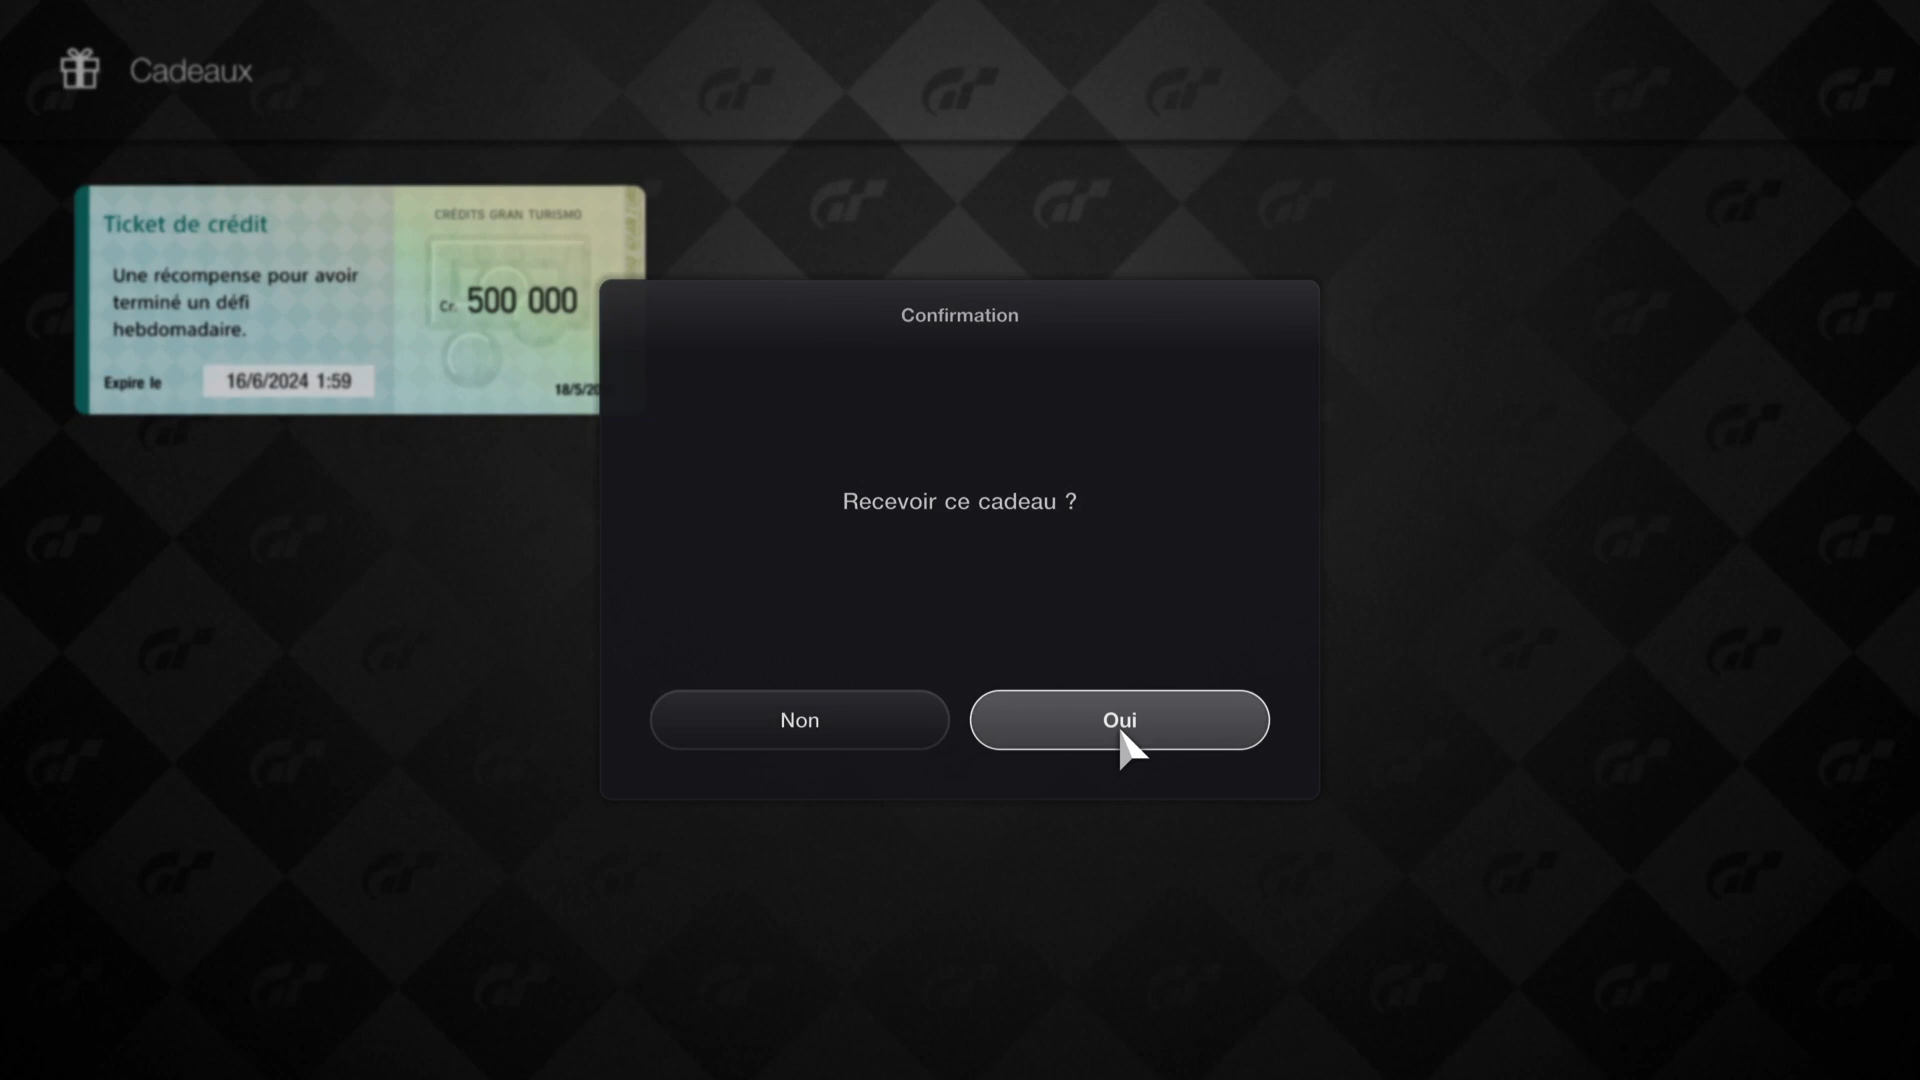 Cadeaux
Ticket de crédit
Une récompense pour avoir
terminé un défi
hebdomadaire.
Expire le
16/6/2024 1:59
CRÉDITS GRAN TURISMO
Cr. 500 000
Confirmation
Recevoir ce cadeau ?
Non
Oui